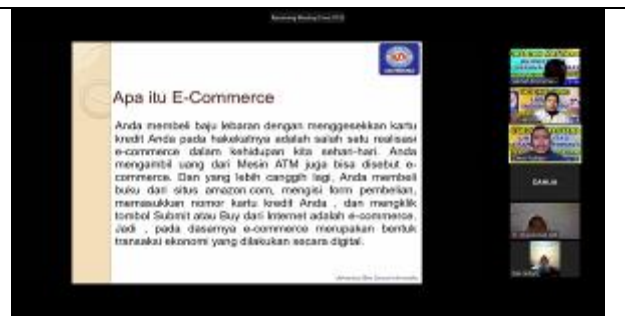 Apa itu E-Commerce
Anda membeli baju lebaran dengan menggesekkan kartu
kredit Anda pada hakekatnya adalah salah satu realisasi
e-commerce dalam kehidupan kita sehari-hari. Anda
mengambil uang dari Mesin ATM juga bisa disebut e-
commerce. Dan yang lebih canggih lagi, Anda membeli
buku dari situs amazon.com, mengisi form pembelian,
memasukkan nomor kartu kredit Anda , dan mengklik
tombol Submit atau Buy dari Internet adalah e-commerce.
Jadi , pada dasarnya e-commerce merupakan bentuk
transaksi ekonomi yang dilakukan secara digital.
DAHLIA